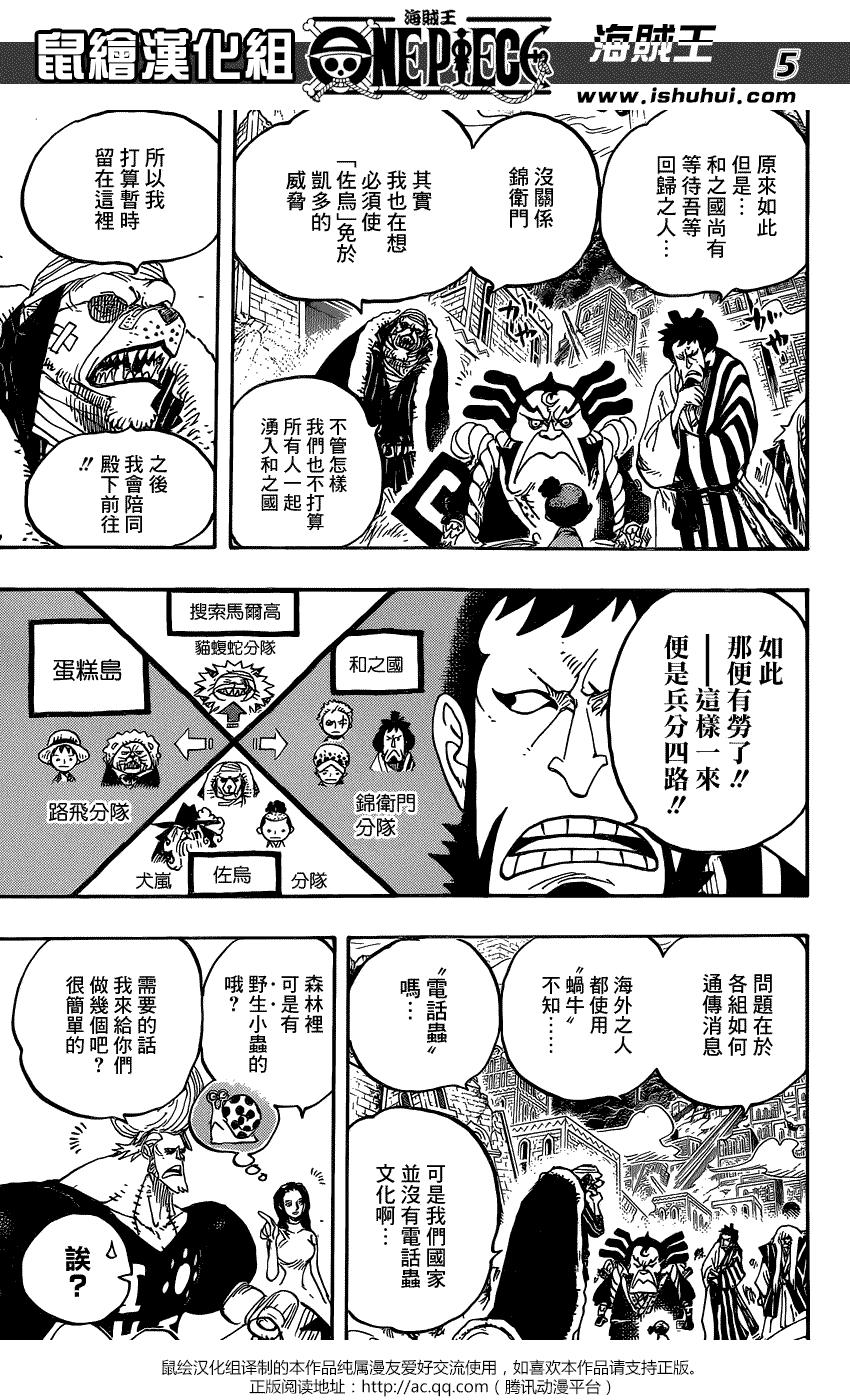 鼠繪漢化組
海賊王
ONE PIECE
海賊王
5
www.ishuhui.com
原來如此
但是…
和之國尚有
等待吾等
回歸之人…
沒關係
錦衛門
其實
我也在想
必須使
「佐烏」免於
凱多的
威脅
不管怎樣
我們也不打算
所有人一起
湧入和之國
所以我
打算暫時
留在這裡
之後
我會陪同
殿下前往
!!
如此
那便有勞了!!
——這樣一來
便是兵分四路!!
搜索馬爾高
貓蝮蛇分隊
和之國
錦衛門
分隊
蛋糕島
路飛分隊
犬嵐
佐烏
分隊
問題在於
各組如何
通傳消息
海外之人
都使用
〝蝸牛〞
不知……
〝電話蟲〞
嗎…
可是我們國家
並沒有電話蟲
文化啊…
森林裡
可是有
野生小蟲的
哦?
需要的話
我來給你們
做幾個吧?
很簡單的
誒?
鼠绘汉化组译制的本作品纯属漫友爱好交流使用，如喜欢本作品请支持正版。
正版阅读地址：http://ac.qq.com（腾讯动漫平台）